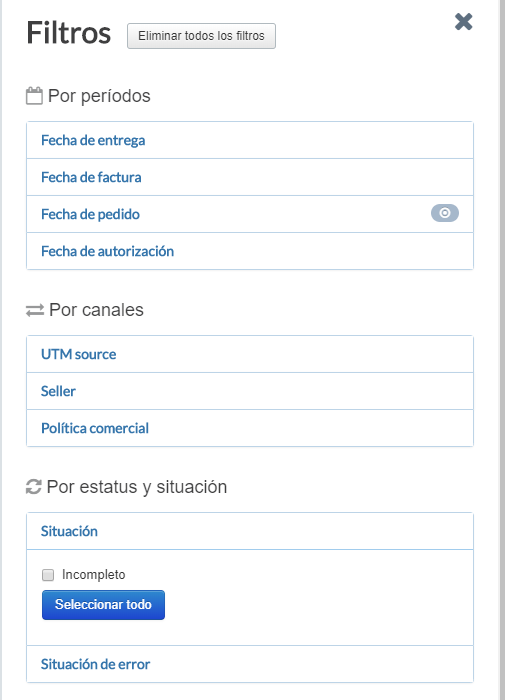 Filtros
Eliminar todos los filtros
Por períodos
Fecha de entrega
Fecha de factura
Fecha de pedido
Fecha de autorización
Por canales
UTM source
Seller
Política comercial
Por estatus y situación
Situación
Incompleto
Seleccionar todo
Situación de error